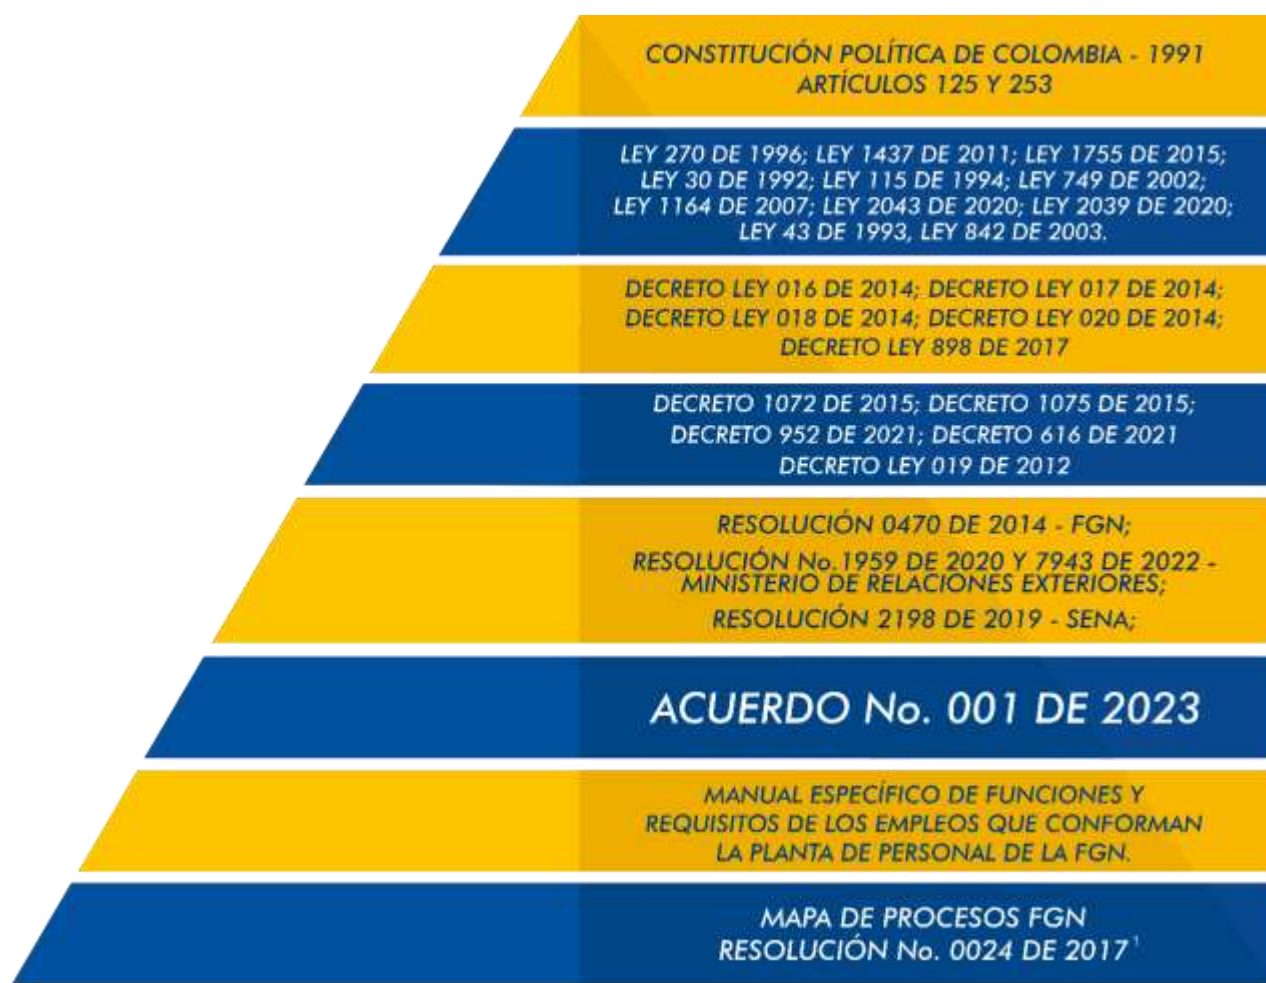 CONSTITUCIÓN POLÍTICA DE COLOMBIA - 1991
ARTÍCULOS 125 Y 253
LEY 270 DE 1996; LEY 1437 DE 2011; LEY 1755 DE 2015;
LEY 30 DE 1992; LEY 115 DE 1994; LEY 749 DE 2002;
LEY 1164 DE 2007; LEY 2043 DE 2020; LEY 2039 DE 2020;
LEY 43 DE 1993, LEY 842 DE 2003.
DECRETO LEY 016 DE 2014; DECRETO LEY 017 DE 2014;
DECRETO LEY 018 DE 2014; DECRETO LEY 020 DE 2014;
DECRETO LEY 898 DE 2017
DECRETO 1072 DE 2015; DECRETO 1075 DE 2015;
DECRETO 952 DE 2021; DECRETO 616 DE 2021
DECRETO LEY 019 DE 2012
RESOLUCIÓN 0470 DE 2014 - FGN;
RESOLUCIÓN No.1959 DE 2020 Y 7943 DE 2022 -
MINISTERIO DE RELACIONES EXTERIORES;
RESOLUCIÓN 2198 DE 2019 - SENA;
ACUERDO No. 001 DE 2023
MANUAL ESPECÍFICO DE FUNCIONES Y
REQUISITOS DE LOS EMPLEOS QUE CONFORMAN
LA PLANTA DE PERSONAL DE LA FGN.
MAPA DE PROCESOS FGN
RESOLUCIÓN No. 0024 DE 2017¹